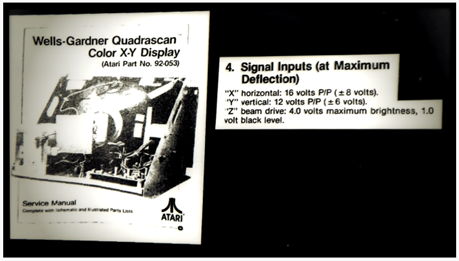 Wells-Gardner Quadrascan
Color X-Y Display
(Atari Part No. 92-053)
Service Manual
Complete with Schematic and Illustrated Parts Lists
ATARI
4. Signal Inputs (at Maximum
Deflection)
"X" horizontal: 16 volts P/P (± 8 volts).
"Y" vertical: 12 volts P/P (± 6 volts).
"Z" beam drive: 4.0 volts maximum brightness, 1.0
volt black level.